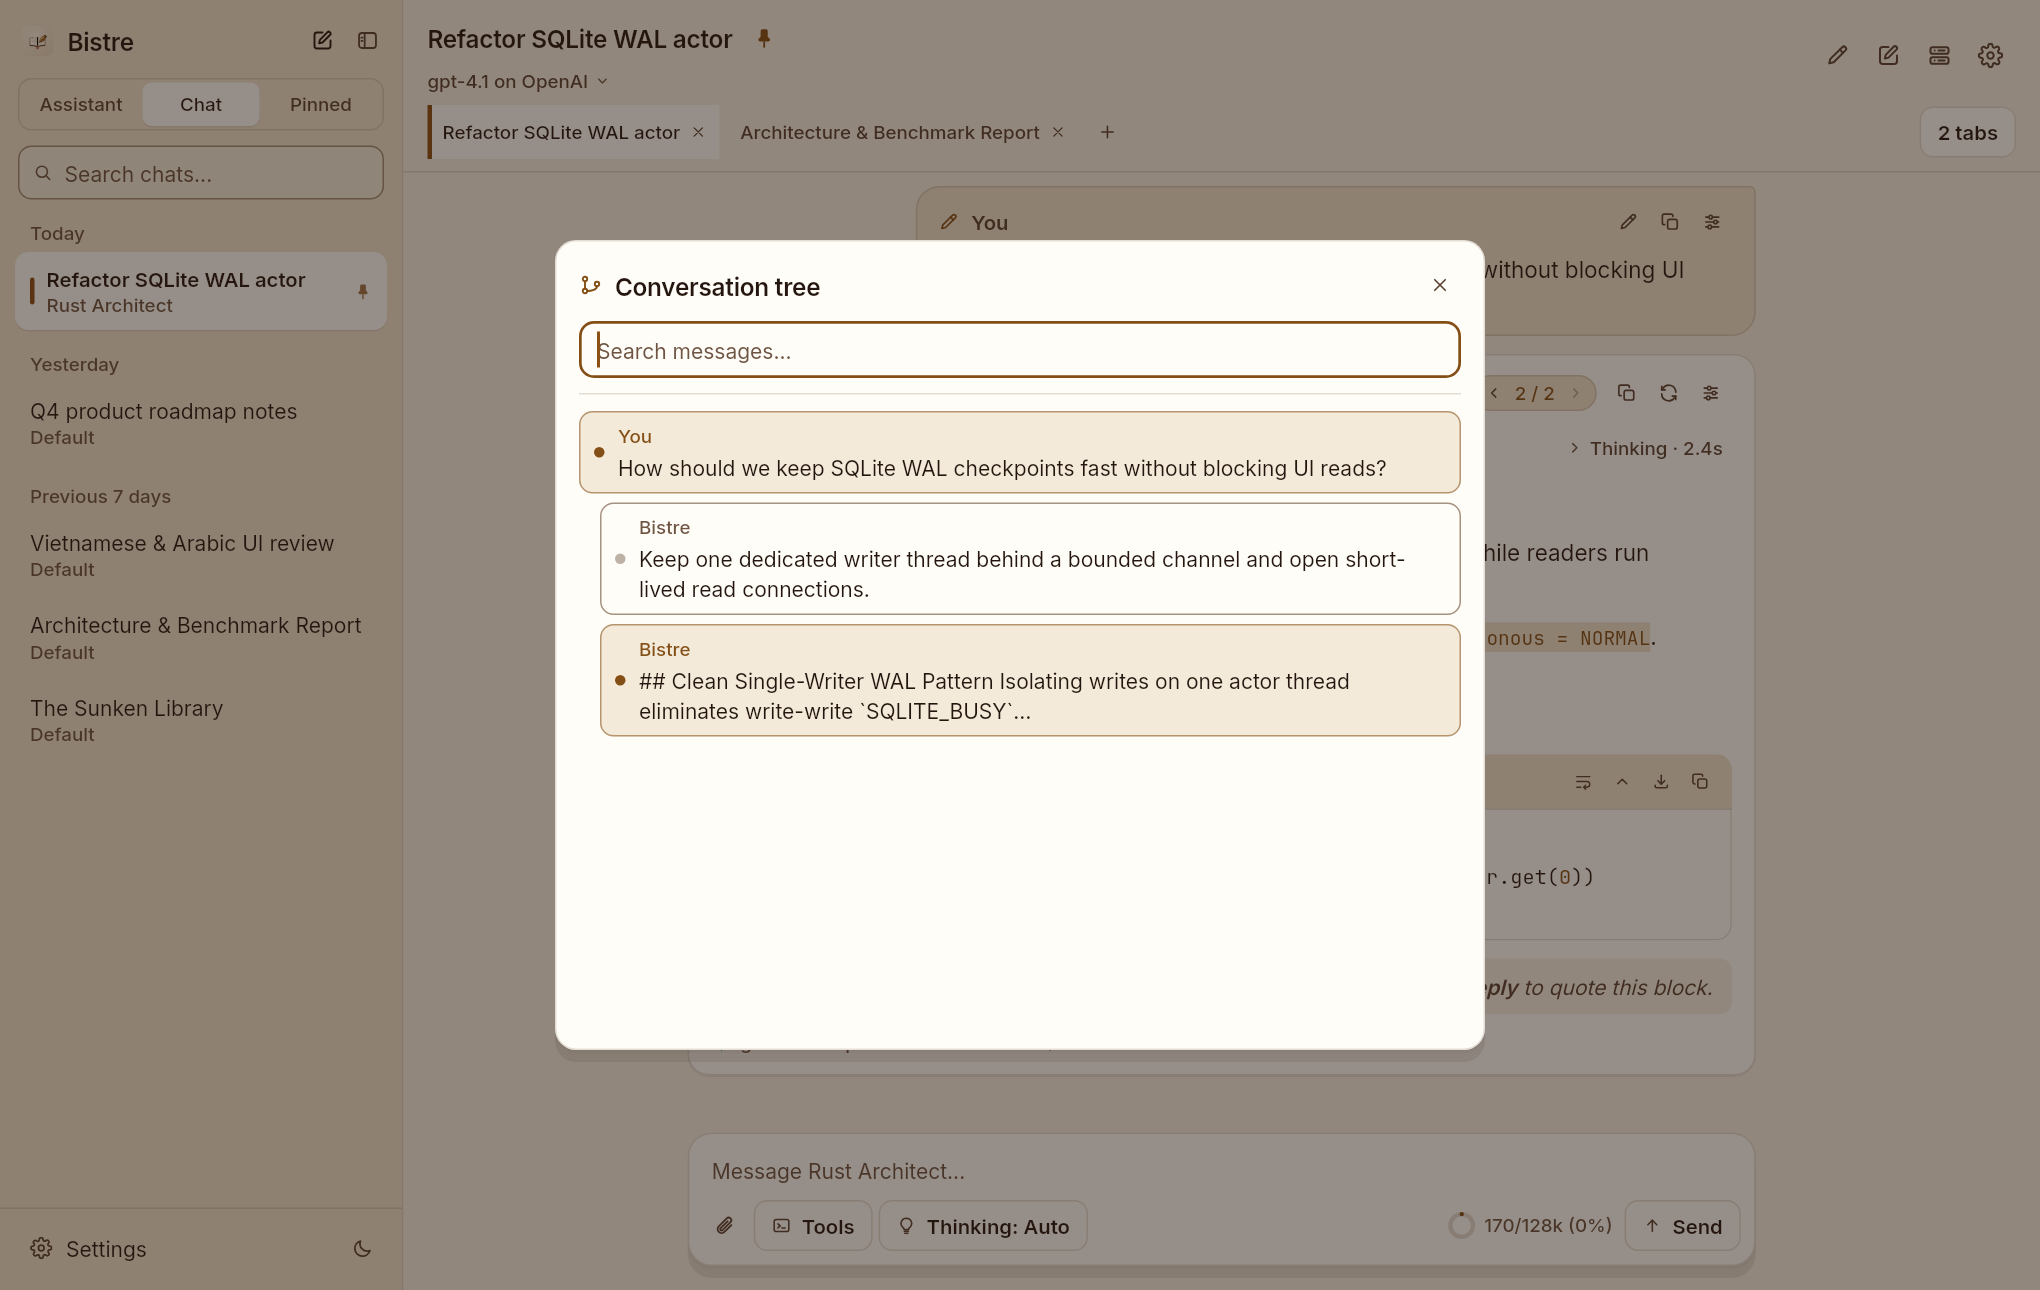 Bistre
Assistant
Chat
Pinned
Search chats...
Today
Refactor SQLite WAL actor
Rust Architect
Yesterday
Q4 product roadmap notes
Default
Previous 7 days
Vietnamese & Arabic UI review
Default
Architecture & Benchmark Report
Default
The Sunken Library
Default
Settings
Refactor SQLite WAL actor
gpt-4.1 on OpenAI
Refactor SQLite WAL actor
Architecture & Benchmark Report
2 tabs
You
without blocking UI
2 / 2
Thinking · 2.4s
hile readers run
onous = NORMAL.
r.get(0))
eply to quote this block.
Conversation tree
Search messages...
You
How should we keep SQLite WAL checkpoints fast without blocking UI reads?
Bistre
Keep one dedicated writer thread behind a bounded channel and open short-
lived read connections.
Bistre
## Clean Single-Writer WAL Pattern Isolating writes on one actor thread
eliminates write-write `SQLITE_BUSY`...
Message Rust Architect...
Tools
Thinking: Auto
170/128k (0%)
Send